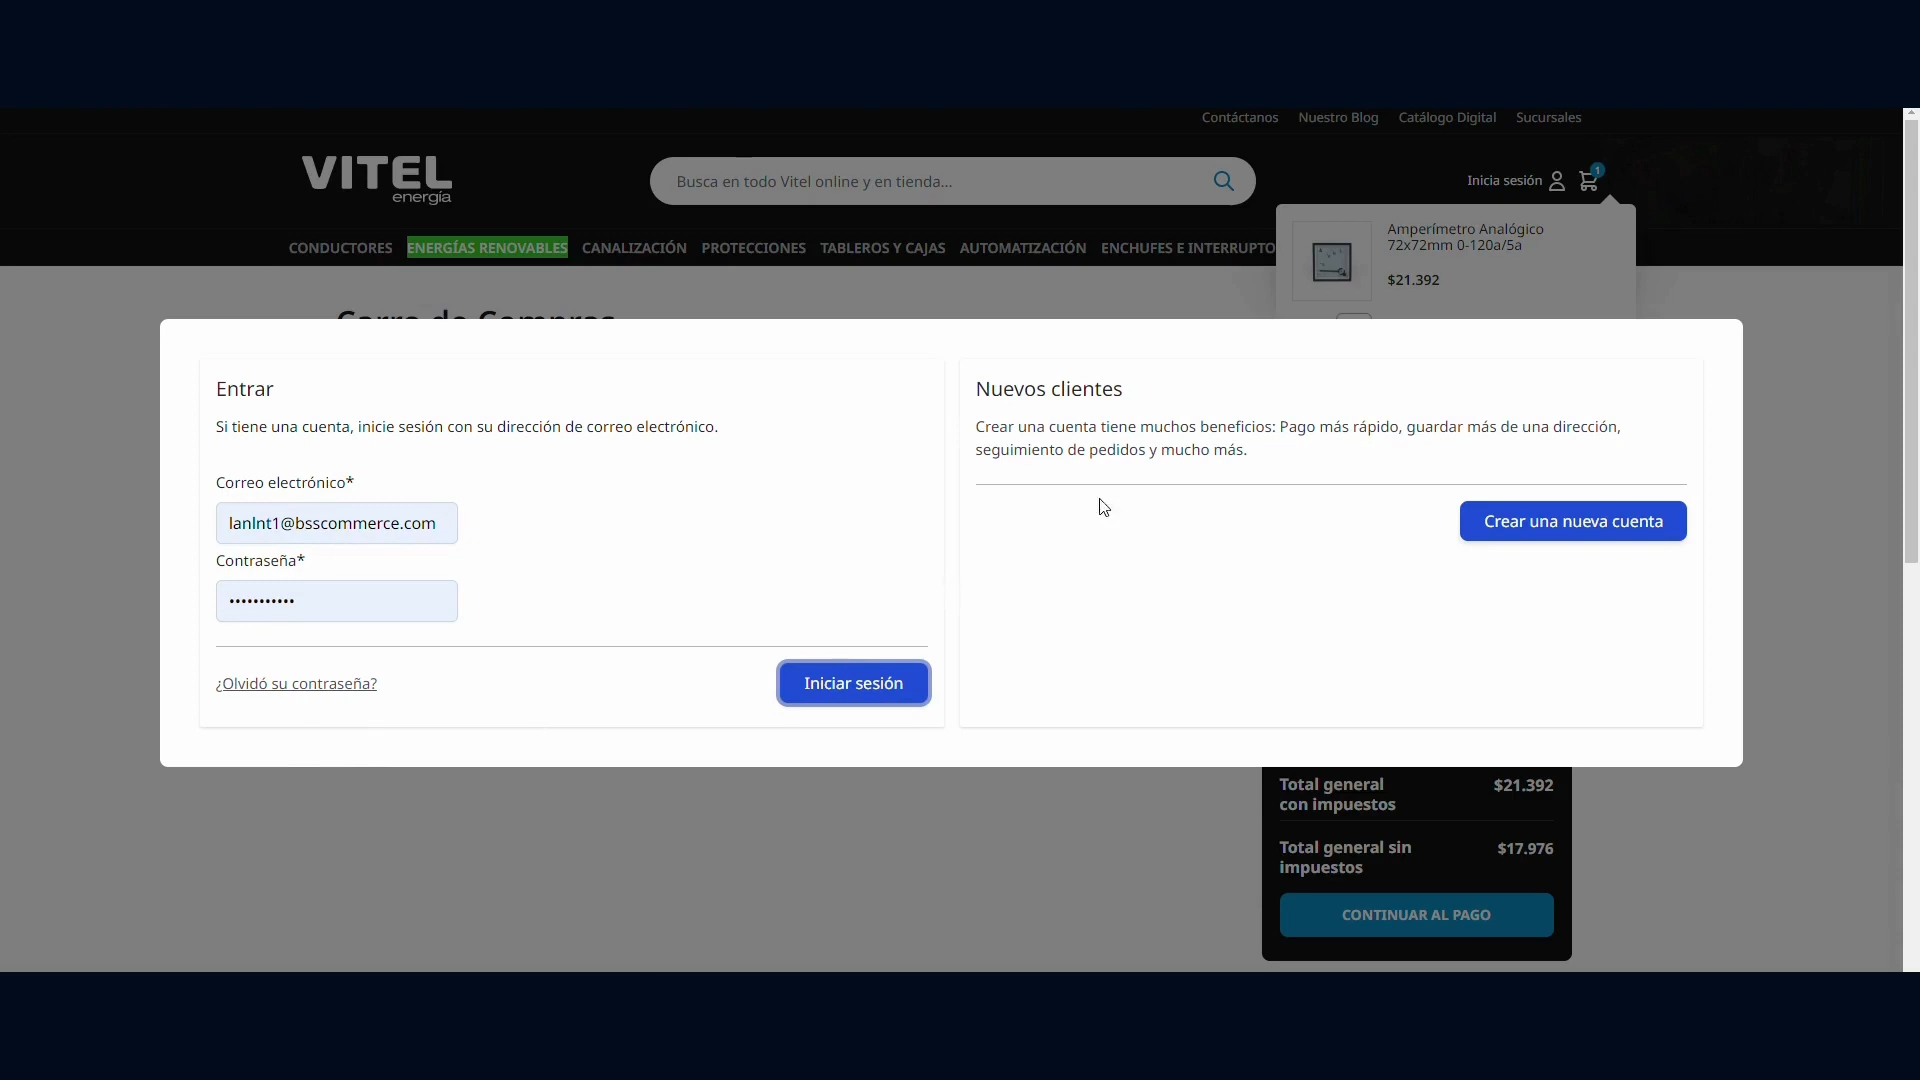 Contáctanos Nuestro Blog Catálogo Digital Sucursales
VITEL
energía
Busca en todo Vitel online y en tienda...
Inicia sesión
1
CONDUCTORES ENERGÍAS RENOVABLES CANALIZACIÓN PROTECCIONES TABLEROS Y CAJAS AUTOMATIZACIÓN ENCHUFES E INTERRUPTO
Amperímetro Analógico
72x72mm 0-120a/5a
$21.392
Carro de Compras
Entrar
Si tiene una cuenta, inicie sesión con su dirección de correo electrónico.
Correo electrónico*
lanlnt1@bsscommerce.com
Contraseña*
•••••••••••
¿Olvidó su contraseña?
Iniciar sesión
Nuevos clientes
Crear una cuenta tiene muchos beneficios: Pago más rápido, guardar más de una dirección,
seguimiento de pedidos y mucho más.
Crear una nueva cuenta
Total general
con impuestos
$21.392
Total general sin
impuestos
$17.976
CONTINUAR AL PAGO